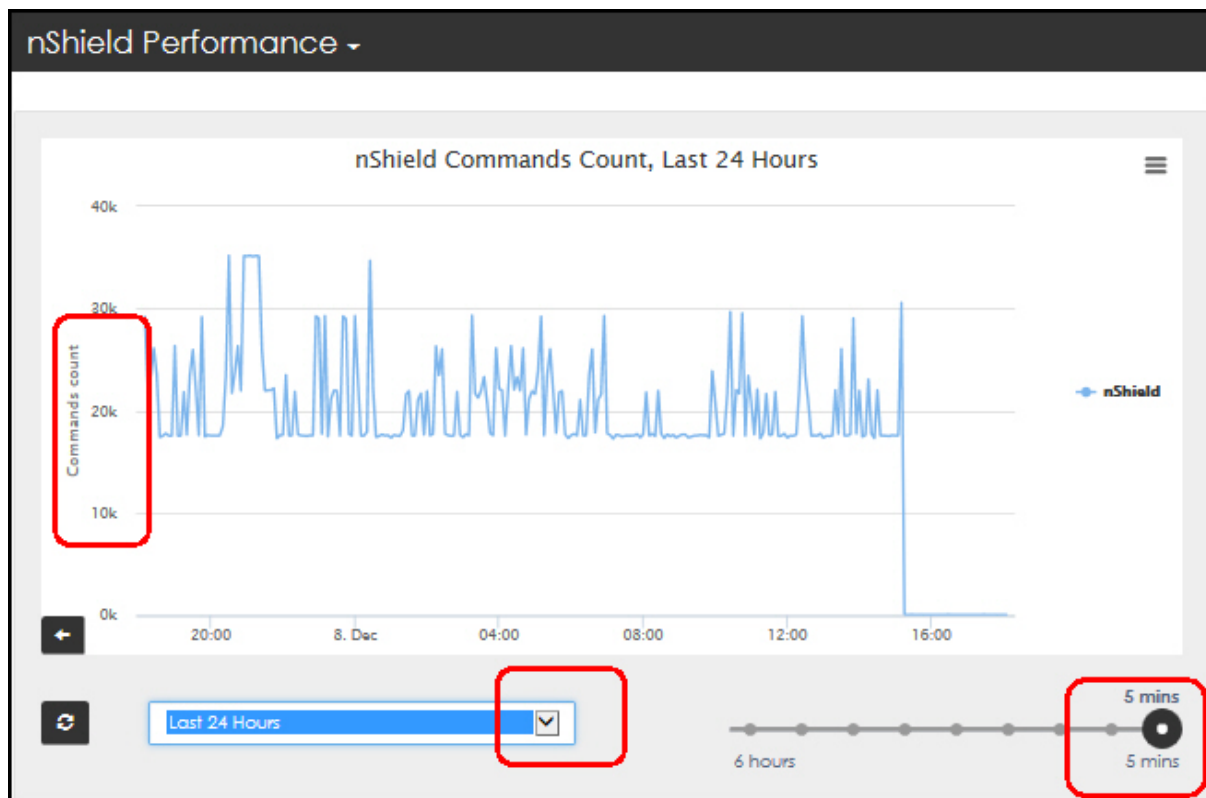 nShield Performance
nShield Commands Count, Last 24 Hours
40k
30k
Commands count
20k
10k
0k
nShield
20:00 8. Dec 04:00 08:00 12:00 16:00
Last 24 Hours
5 mins
6 hours 5 mins